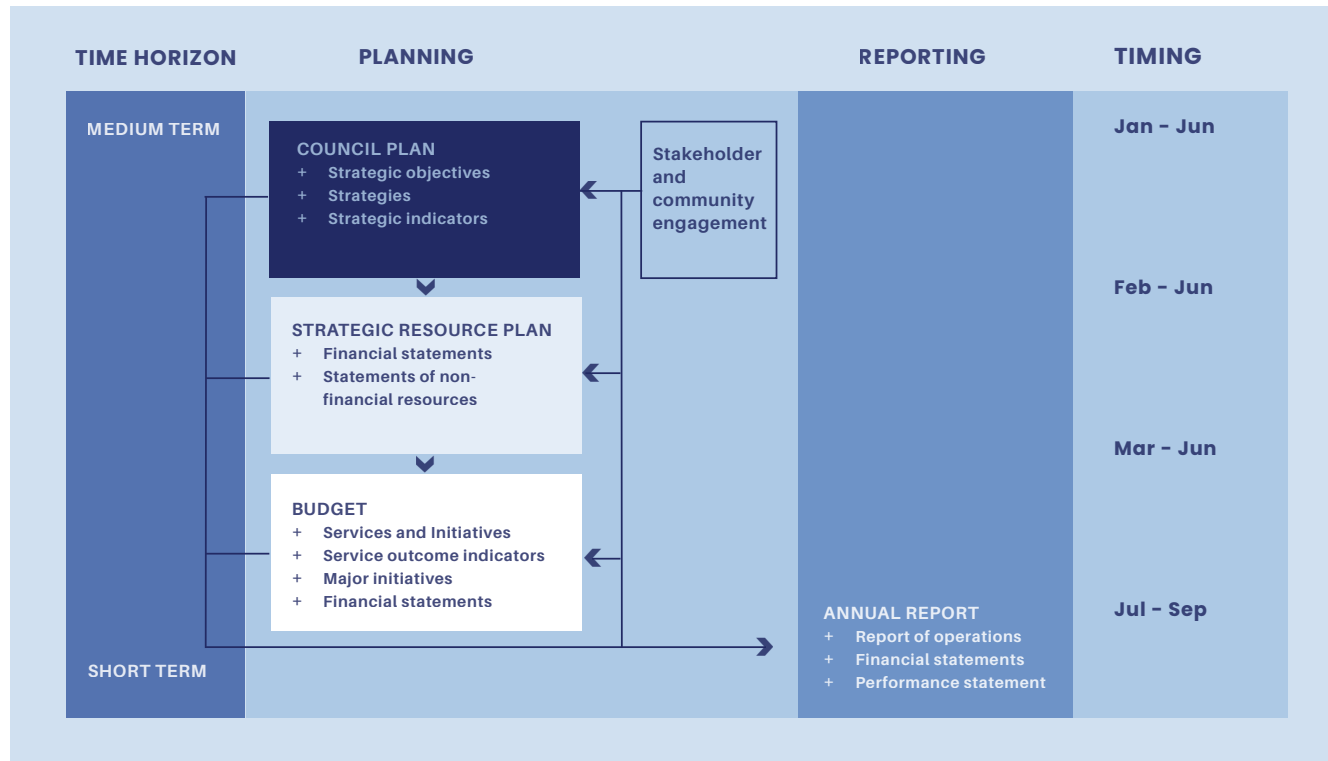 TIME HORIZON
PLANNING
REPORTING
TIMING
MEDIUM TERM
COUNCIL PLAN
+ Strategic objectives
+ Strategies
+ Strategic indicators
Stakeholder
and
community
engagement
Jan – Jun
Feb – Jun
STRATEGIC RESOURCE PLAN
+ Financial statements
+ Statements of non-
financial resources
Mar – Jun
BUDGET
+ Services and Initiatives
+ Service outcome indicators
+ Major initiatives
+ Financial statements
ANNUAL REPORT
+ Report of operations
+ Financial statements
+ Performance statement
Jul – Sep
SHORT TERM